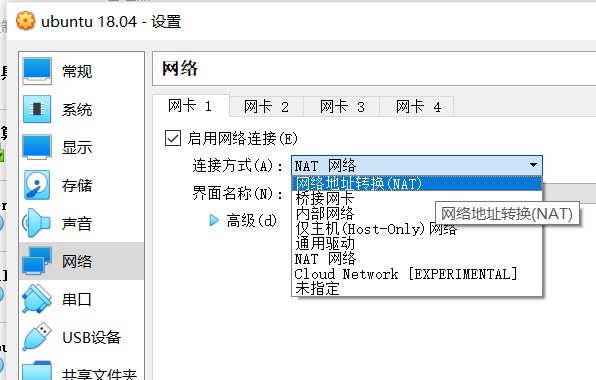 ubuntu 18.04 - 设置
常规
系统
显示
存储
声音
网络
串口
USB设备
共享文件夹
网络
网卡 1
网卡 2
网卡 3
网卡 4
启用网络连接(E)
连接方式(A):
NAT 网络
界面名称(N):
高级(d)
网络地址转换(NAT)
桥接网卡
内部网络
仅主机(Host-Only)网络
通用驱动
NAT 网络
Cloud Network [EXPERIMENTAL]
未指定
网络地址转换(NAT)